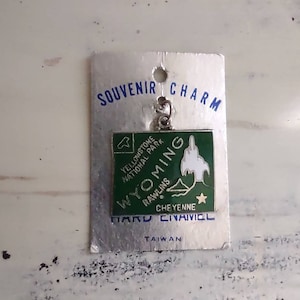 SOUVENIR CHARM
YELLOWSTONE
NATIONAL PARK
WYOMING
RAWLINS
CHEYENNE
HARD ENAMEL
TAIWAN